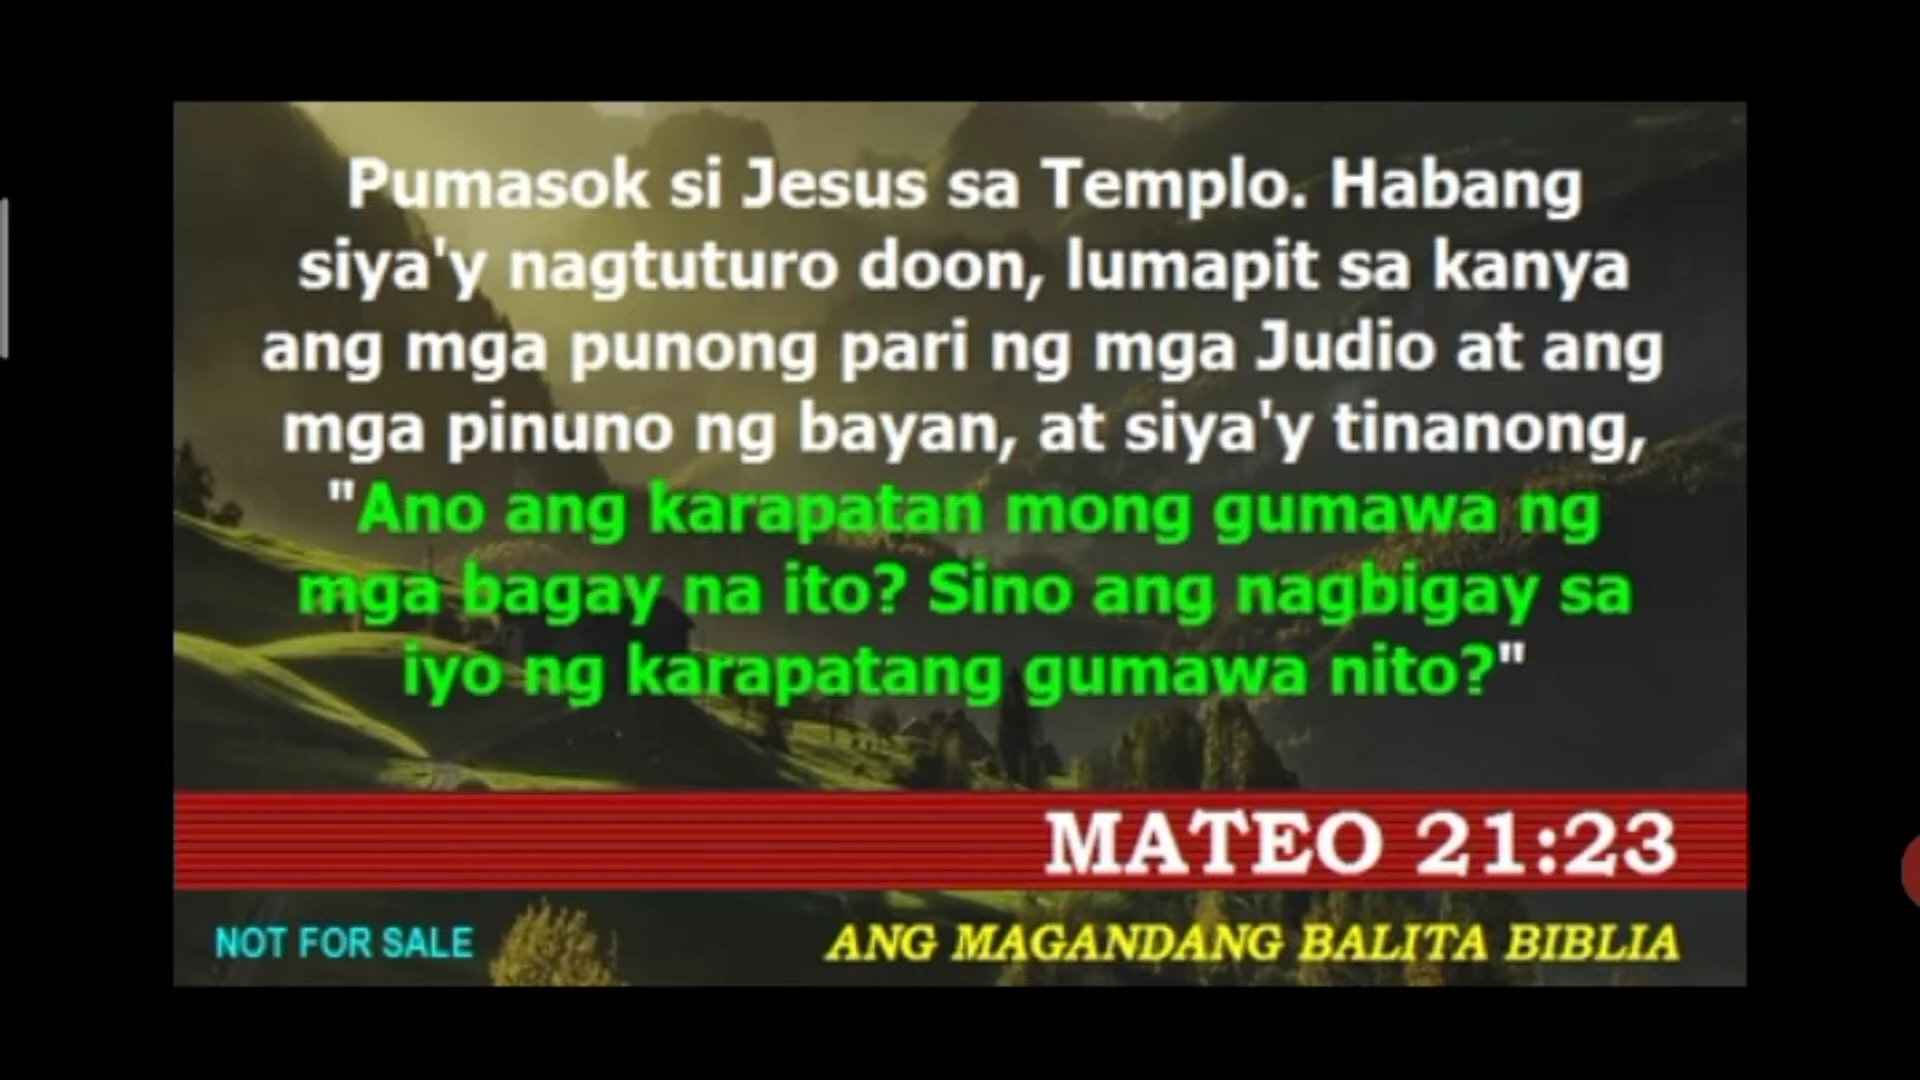 Pumasok si Jesus sa Templo. Habang
siya'y nagtuturo doon, lumapit sa kanya
ang mga punong pari ng mga Judio at ang
mga pinuno ng bayan, at siya'y tinanong,
"Ano ang karapatan mong gumawa ng
mga bagay na ito? Sino ang nagbigay sa
iyo ng karapatang gumawa nito?"
MATEO 21:23
NOT FOR SALE
ANG MAGANDANG BALITA BIBLIA